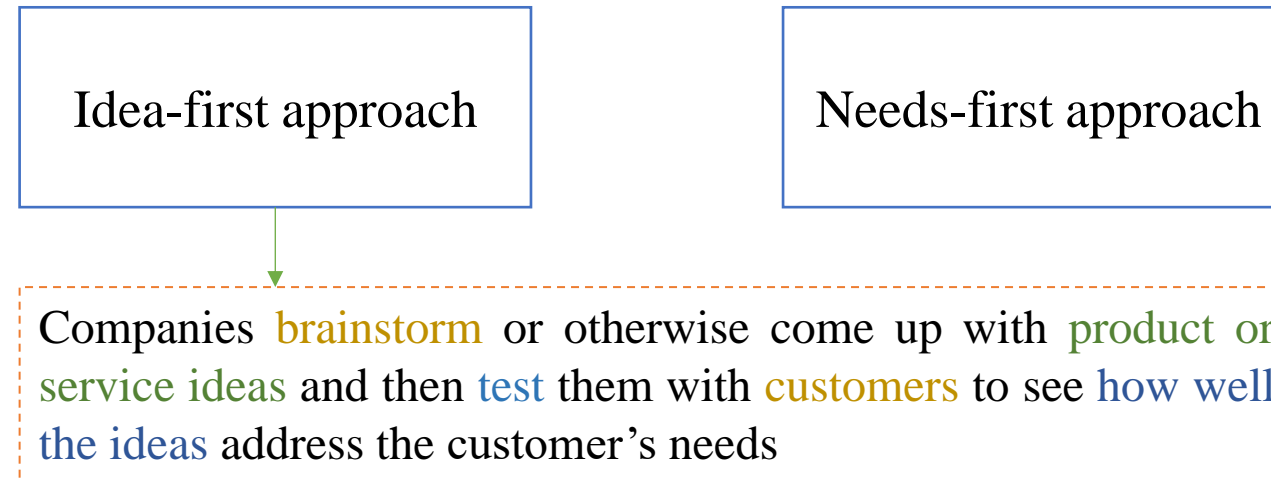 Idea-first approach
Needs-first approach
Companies brainstorm or otherwise come up with product or
service ideas and then test them with customers to see how well
the ideas address the customer’s needs